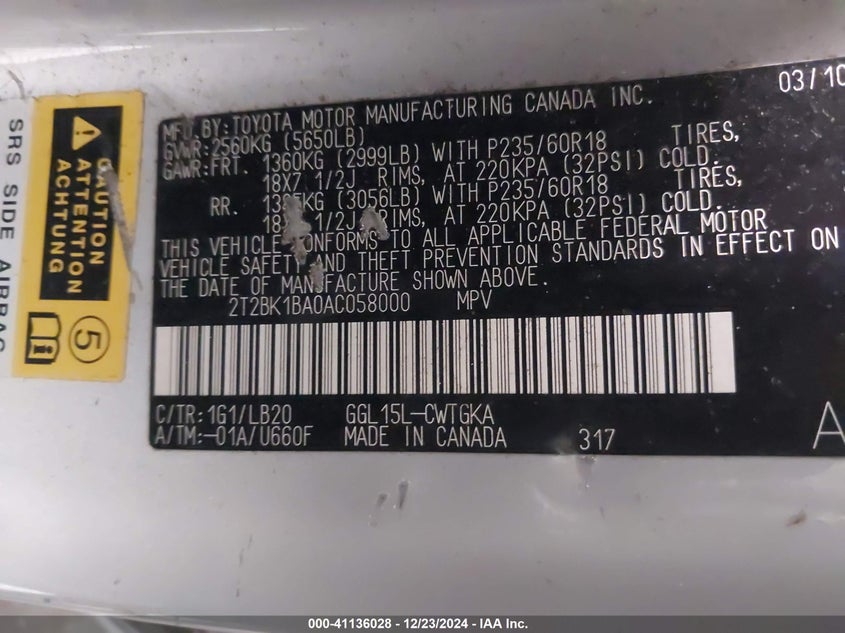 SRS SIDE AIRBAG
CAUTION
ATTENTION
ACHTUNG
5
i
03/10
MFG.BY:TOYOTA MOTOR MANUFACTURING CANADA INC.
GVWR:2560KG (5650LB)
GAWR:FRT. 1360KG (2999LB) WITH P235/60R18 TIRES,
18X7 1/2J RIMS, AT 220KPA (32PSI) COLD.
RR. KG (3056LB) WITH P235/60R18 TIRES,
1/2J RIMS, AT 220KPA (32PSI) COLD.
THIS VEHICLE CONFORMS TO ALL APPLICABLE FEDERAL MOTOR
VEHICLE SAFETY AND THEFT PREVENTION STANDARDS IN EFFECT ON
THE DATE OF MANUFACTURE SHOWN ABOVE.
2T2BK1BA0AC058000 MPV
C/TR:1G1/LB20 GGL15L-CWTGKA
A/TM:-01A/U660F MADE IN CANADA 317 A
000-41136028 - 12/23/2024 - IAA Inc.